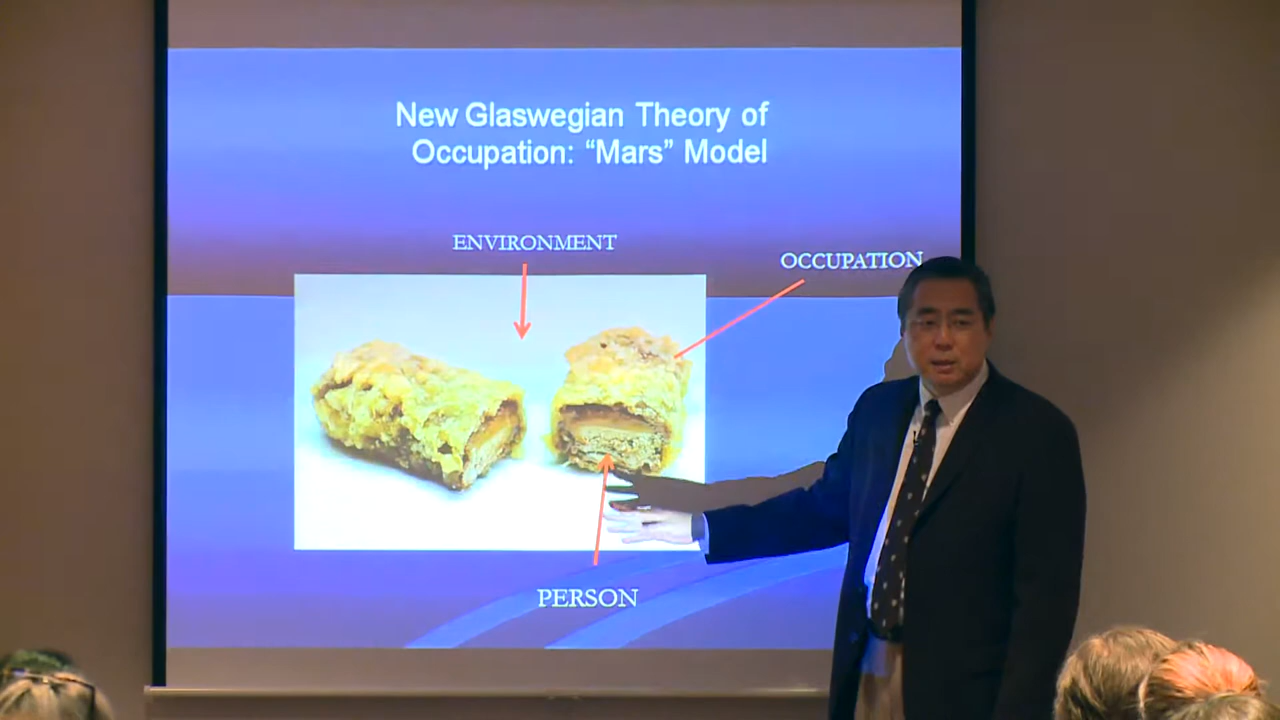 New Glaswegian Theory of
Occupation: “Mars” Model
ENVIRONMENT
OCCUPATION
PERSON